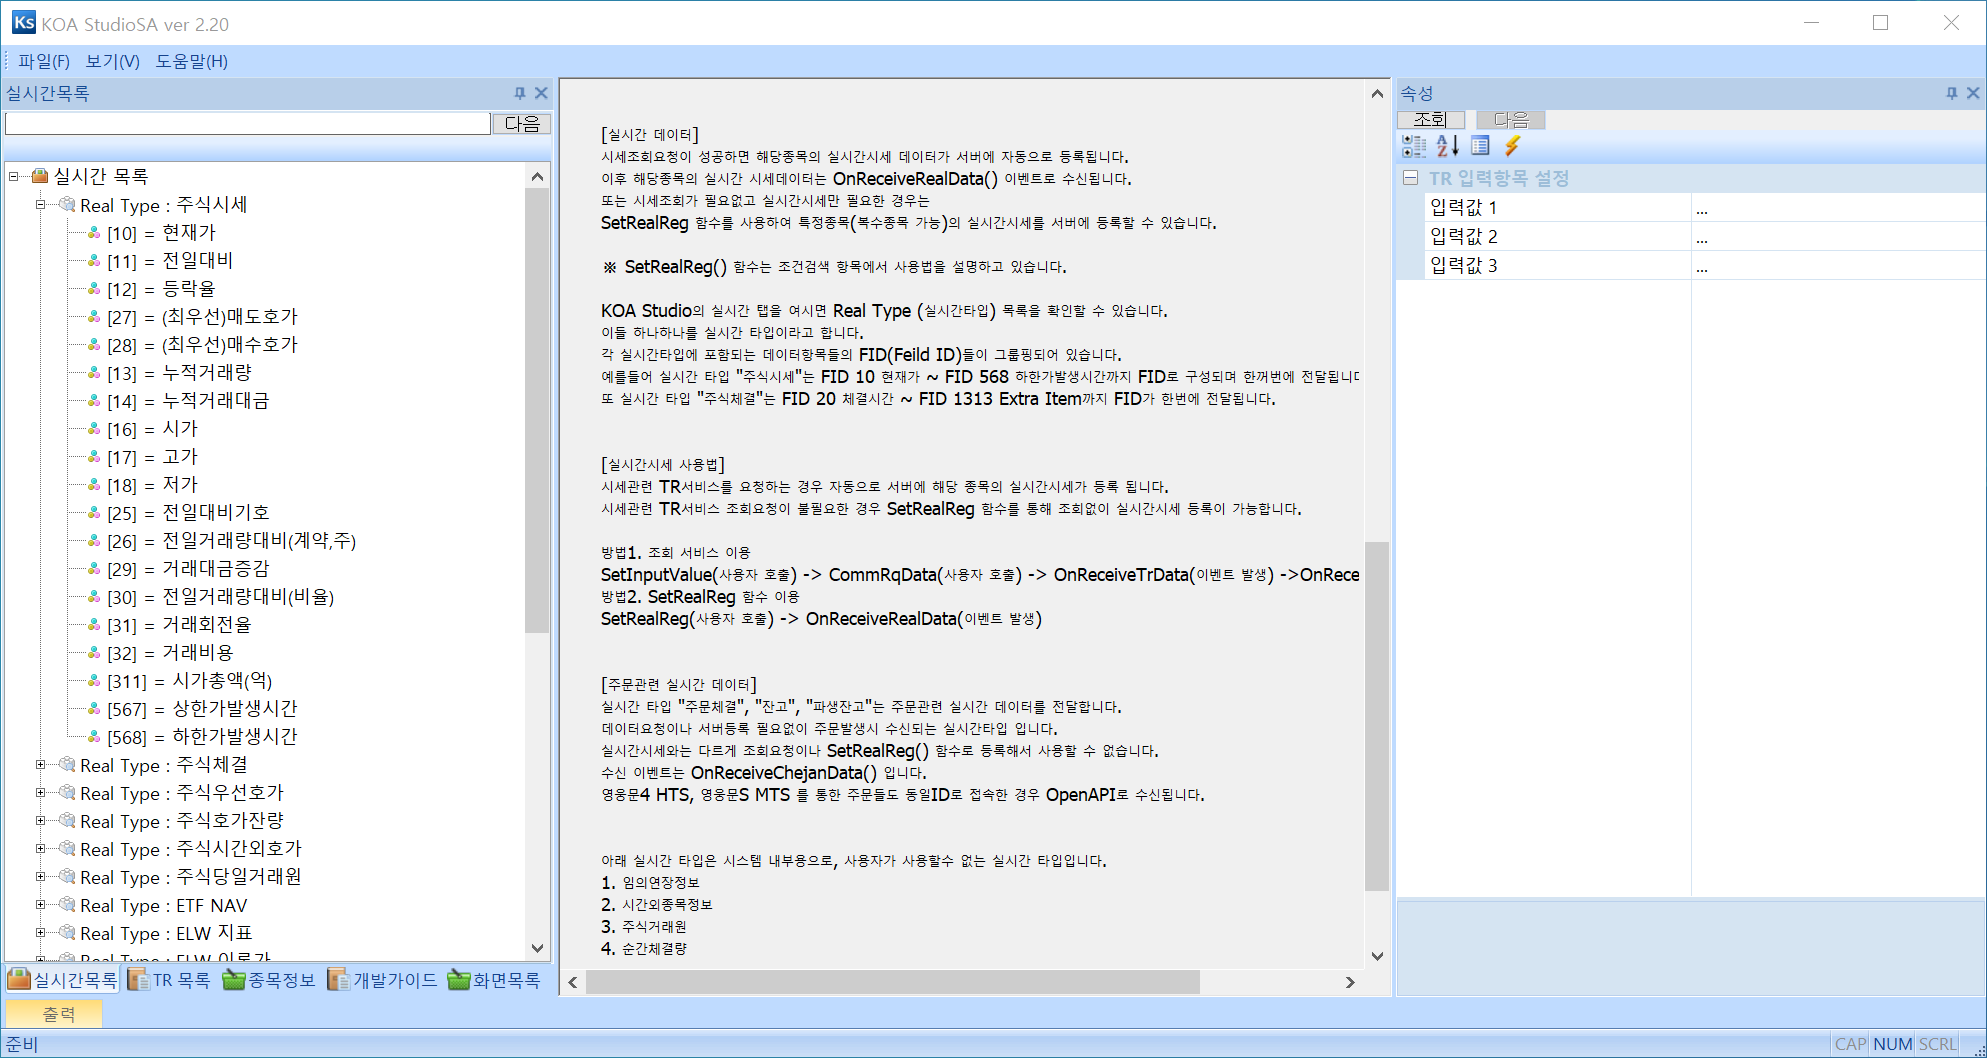 KOA StudioSA ver 2.20
파일(F) 보기(V) 도움말(H)
실시간목록
다음
실시간 목록
Real Type : 주식시세
[10] = 현재가
[11] = 전일대비
[12] = 등락율
[27] = (최우선)매도호가
[28] = (최우선)매수호가
[13] = 누적거래량
[14] = 누적거래대금
[16] = 시가
[17] = 고가
[18] = 저가
[25] = 전일대비기호
[26] = 전일거래량대비(계약,주)
[29] = 거래대금증감
[30] = 전일거래량대비(비율)
[31] = 거래회전율
[32] = 거래비용
[311] = 시가총액(억)
[567] = 상한가발생시간
[568] = 하한가발생시간
Real Type : 주식체결
Real Type : 주식우선호가
Real Type : 주식호가잔량
Real Type : 주식시간외호가
Real Type : 주식당일거래원
Real Type : ETF NAV
Real Type : ELW 지표
Real Type : ELW 이론가
실시간목록 TR 목록 종목정보 개발가이드 화면목록
[실시간 데이터]
시세조회요청이 성공하면 해당종목의 실시간시세 데이터가 서버에 자동으로 등록됩니다.
이후 해당종목의 실시간 시세데이터는 OnReceiveRealData() 이벤트로 수신됩니다.
또는 시세조회가 필요없고 실시간시세만 필요한 경우는
SetRealReg 함수를 사용하여 특정종목(복수종목 가능)의 실시간시세를 서버에 등록할 수 있습니다.
※ SetRealReg() 함수는 조건검색 항목에서 사용법을 설명하고 있습니다.
KOA Studio의 실시간 탭을 여시면 Real Type (실시간타입) 목록을 확인할 수 있습니다.
이들 하나하나를 실시간 타입이라고 합니다.
각 실시간타입에 포함되는 데이터항목들의 FID(Feild ID)들이 그룹핑되어 있습니다.
예를들어 실시간 타입 "주식시세"는 FID 10 현재가 ~ FID 568 하한가발생시간까지 FID로 구성되며 한꺼번에 전달됩니다
또 실시간 타입 "주식체결"는 FID 20 체결시간 ~ FID 1313 Extra Item까지 FID가 한번에 전달됩니다.
[실시간시세 사용법]
시세관련 TR서비스를 요청하는 경우 자동으로 서버에 해당 종목의 실시간시세가 등록 됩니다.
시세관련 TR서비스 조회요청이 불필요한 경우 SetRealReg 함수를 통해 조회없이 실시간시세 등록이 가능합니다.
방법1. 조회 서비스 이용
SetInputValue(사용자 호출) -> CommRqData(사용자 호출) -> OnReceiveTrData(이벤트 발생) ->OnRece
방법2. SetRealReg 함수 이용
SetRealReg(사용자 호출) -> OnReceiveRealData(이벤트 발생)
[주문관련 실시간 데이터]
실시간 타입 "주문체결", "잔고", "파생잔고"는 주문관련 실시간 데이터를 전달합니다.
데이터요청이나 서버등록 필요없이 주문발생시 수신되는 실시간타입 입니다.
실시간시세와는 다르게 조회요청이나 SetRealReg() 함수로 등록해서 사용할 수 없습니다.
수신 이벤트는 OnReceiveChejanData() 입니다.
영웅문4 HTS, 영웅문S MTS 를 통한 주문들도 동일ID로 접속한 경우 OpenAPI로 수신됩니다.
아래 실시간 타입은 시스템 내부용으로, 사용자가 사용할수 없는 실시간 타입입니다.
1. 임의연장정보
2. 시간외종목정보
3. 주식거래원
4. 순간체결량
속성
조회 다음
TR 입력항목 설정
입력값 1 ...
입력값 2 ...
입력값 3 ...
출력
준비
CAP NUM SCRL